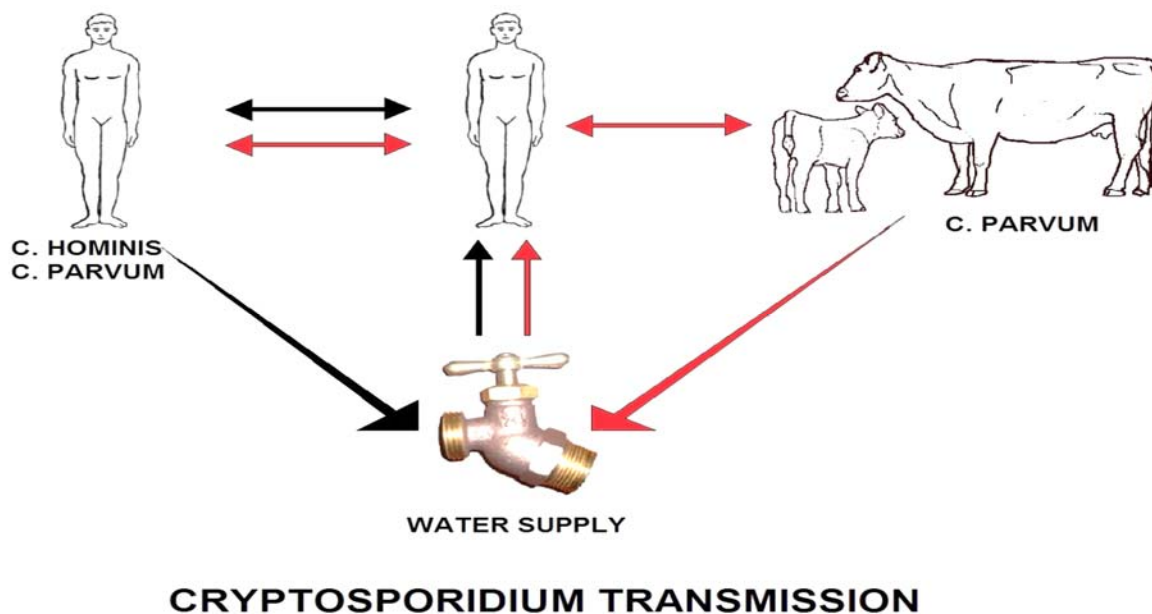 C. HOMINIS
C. PARVUM
C. PARVUM
WATER SUPPLY
CRYPTOSPORIDIUM TRANSMISSION